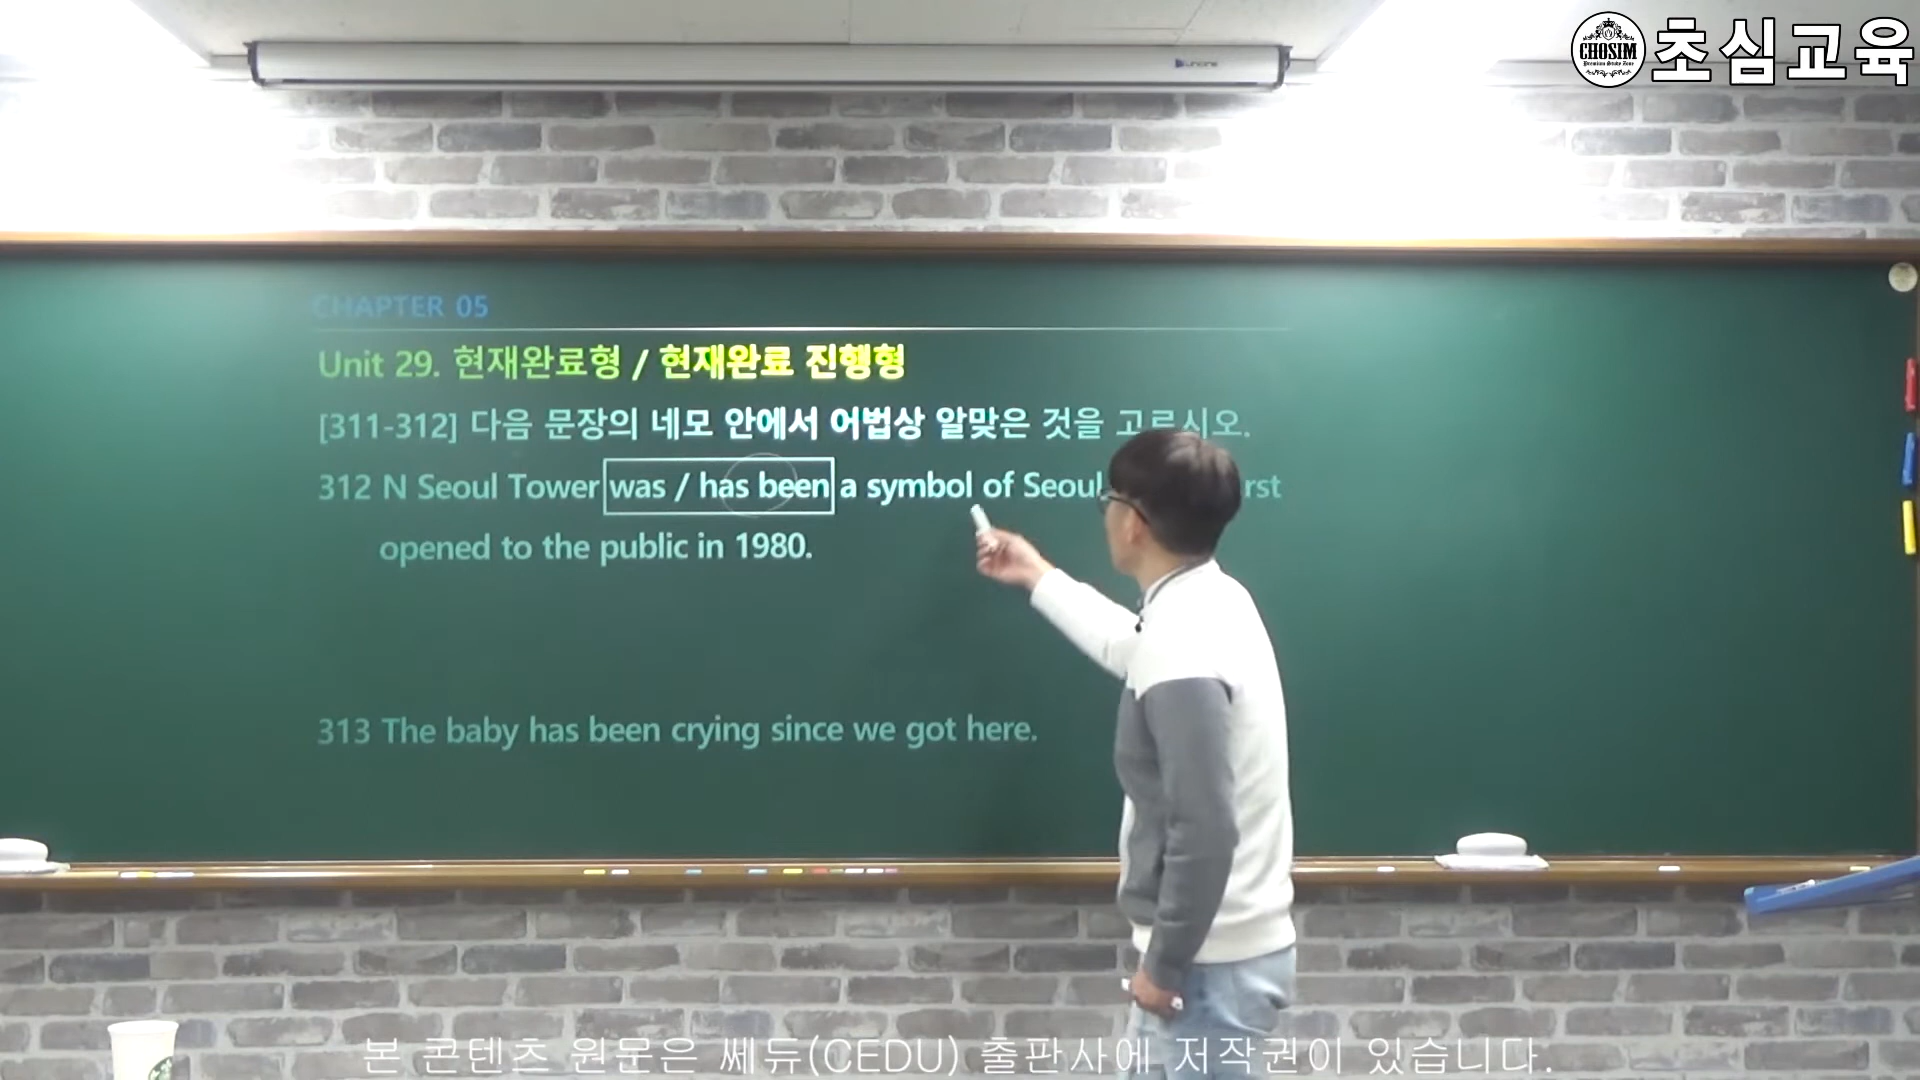 CHOSIM
Premium Study Zone
초심교육
CHAPTER 05
Unit 29. 현재완료형 / 현재완료 진행형
[311-312] 다음 문장의 네모 안에서 어법상 알맞은 것을 고르시오.
312 N Seoul Tower was / has been a symbol of Seoul rst
opened to the public in 1980.
313 The baby has been crying since we got here.
본 콘텐츠 원문은 쎄듀(CEDU) 출판사에 저작권이 있습니다.